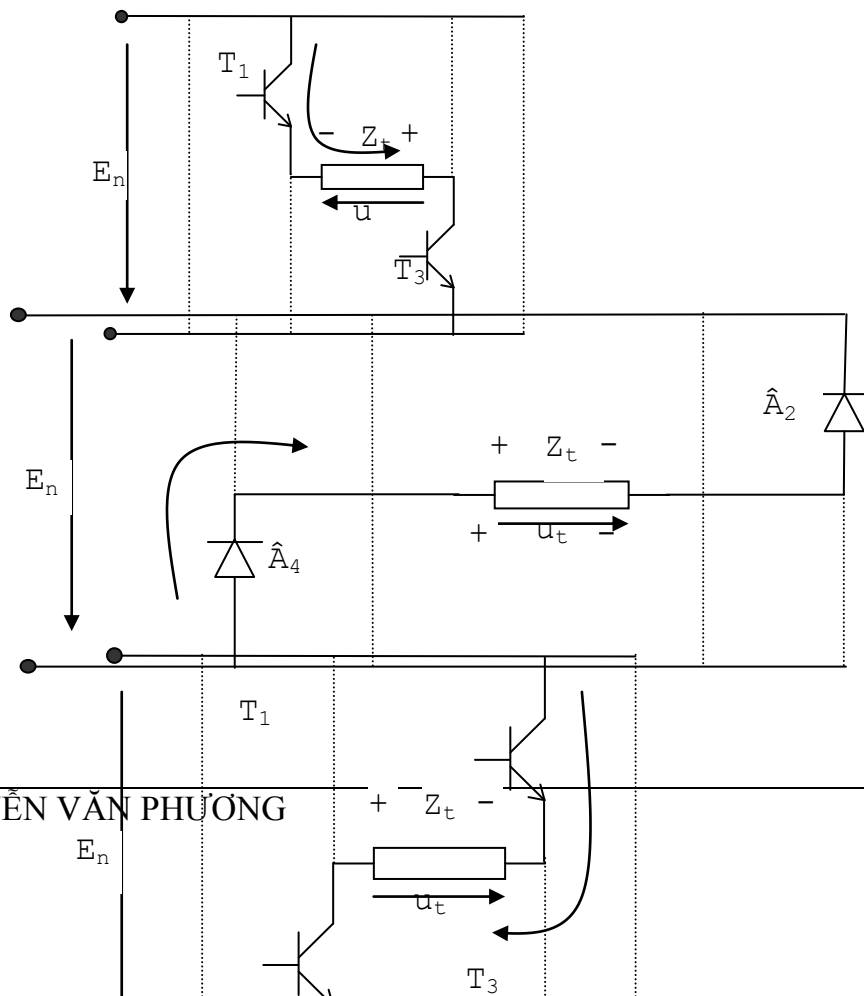 T₁
- Zₜ +
Eₙ
u
T₃
Â₂
+ Zₜ -
Eₙ
+ uₜ -
Â₄
T₁
ỄN VĂN PHƯƠNG
+ - Zₜ -
Eₙ
uₜ
T₃